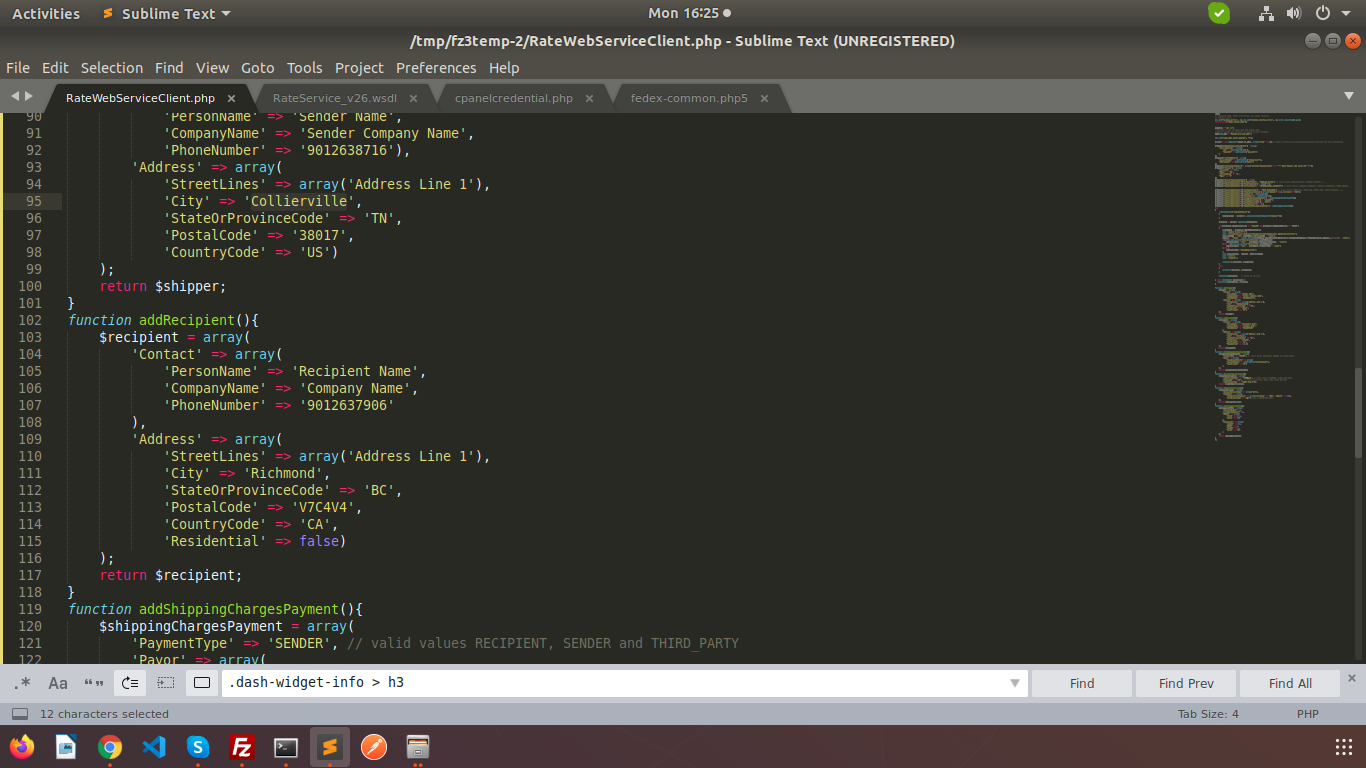 Activities Sublime Text Mon 16:25
/tmp/fz3temp-2/RateWebServiceClient.php - Sublime Text (UNREGISTERED)
File Edit Selection Find View Goto Tools Project Preferences Help
RateWebServiceClient.php × RateService_v26.wsdl × cpanelcredential.php × fedex-common.php5 ×
90 'PersonName' => 'Sender Name',
91 'CompanyName' => 'Sender Company Name',
92 'PhoneNumber' => '9012638716'),
93 'Address' => array(
94 'StreetLines' => array('Address Line 1'),
95 'City' => 'Collierville',
96 'StateOrProvinceCode' => 'TN',
97 'PostalCode' => '38017',
98 'CountryCode' => 'US')
99 );
100 return $shipper;
101 }
102 function addRecipient(){
103 $recipient = array(
104 'Contact' => array(
105 'PersonName' => 'Recipient Name',
106 'CompanyName' => 'Company Name',
107 'PhoneNumber' => '9012637906'
108 ),
109 'Address' => array(
110 'StreetLines' => array('Address Line 1'),
111 'City' => 'Richmond',
112 'StateOrProvinceCode' => 'BC',
113 'PostalCode' => 'V7C4V4',
114 'CountryCode' => 'CA',
115 'Residential' => false)
116 );
117 return $recipient;
118 }
119 function addShippingChargesPayment(){
120 $shippingChargesPayment = array(
121 'PaymentType' => 'SENDER', // valid values RECIPIENT, SENDER and THIRD_PARTY
122 'Payor' => array(
.* Aa “” .dash-widget-info > h3 Find Find Prev Find All ×
12 characters selected Tab Size: 4 PHP